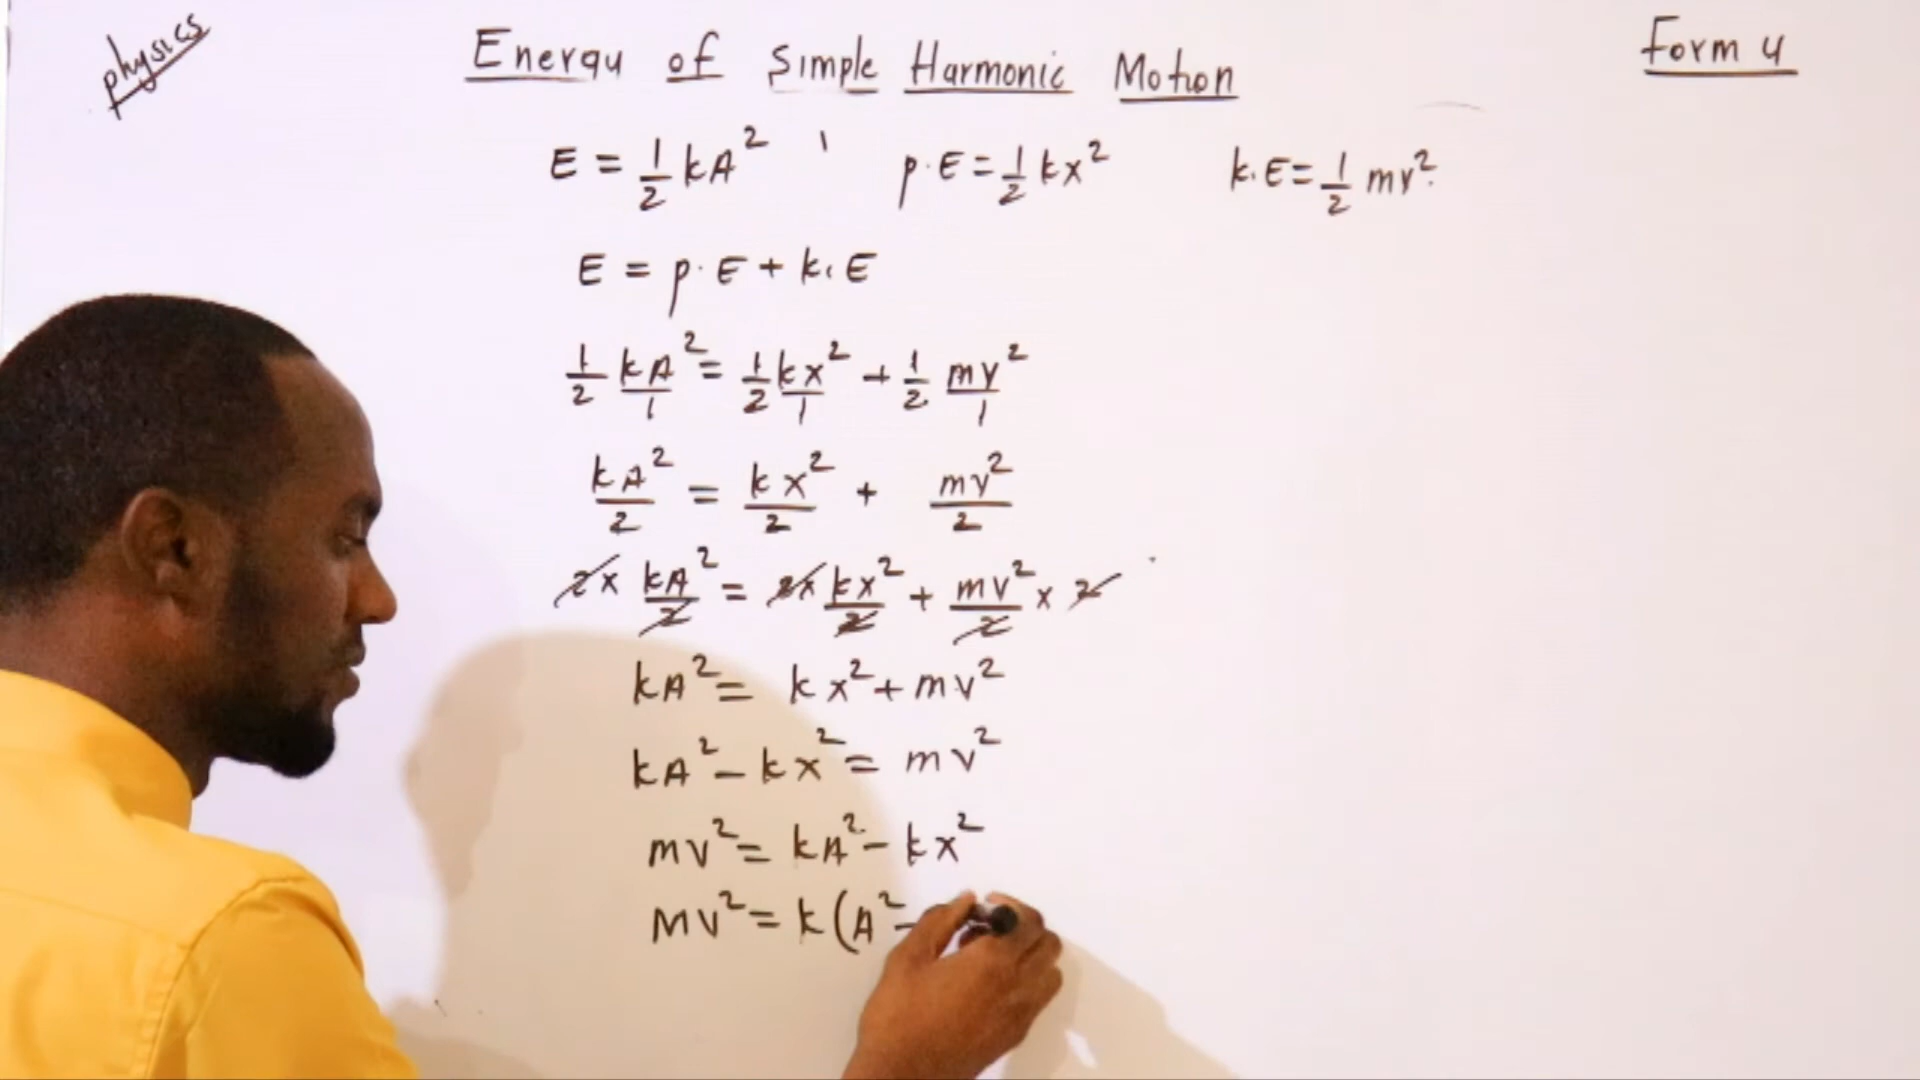 physics
Energy of Simple Harmonic Motion
Form 4
E = 1/2 kA² , p.E = 1/2 kx² k.E = 1/2 mv².
E = p.E + k.E
1/2 kA²/1 = 1/2 kx²/1 + 1/2 mv²/1
kA²/2 = kx²/2 + mv²/2
2× kA²/2 = 2× kx²/2 + mv²/2 × 2
kA² = kx² + mv²
kA² − kx² = mv²
mv² = kA² − kx²
mv² = k(A² −